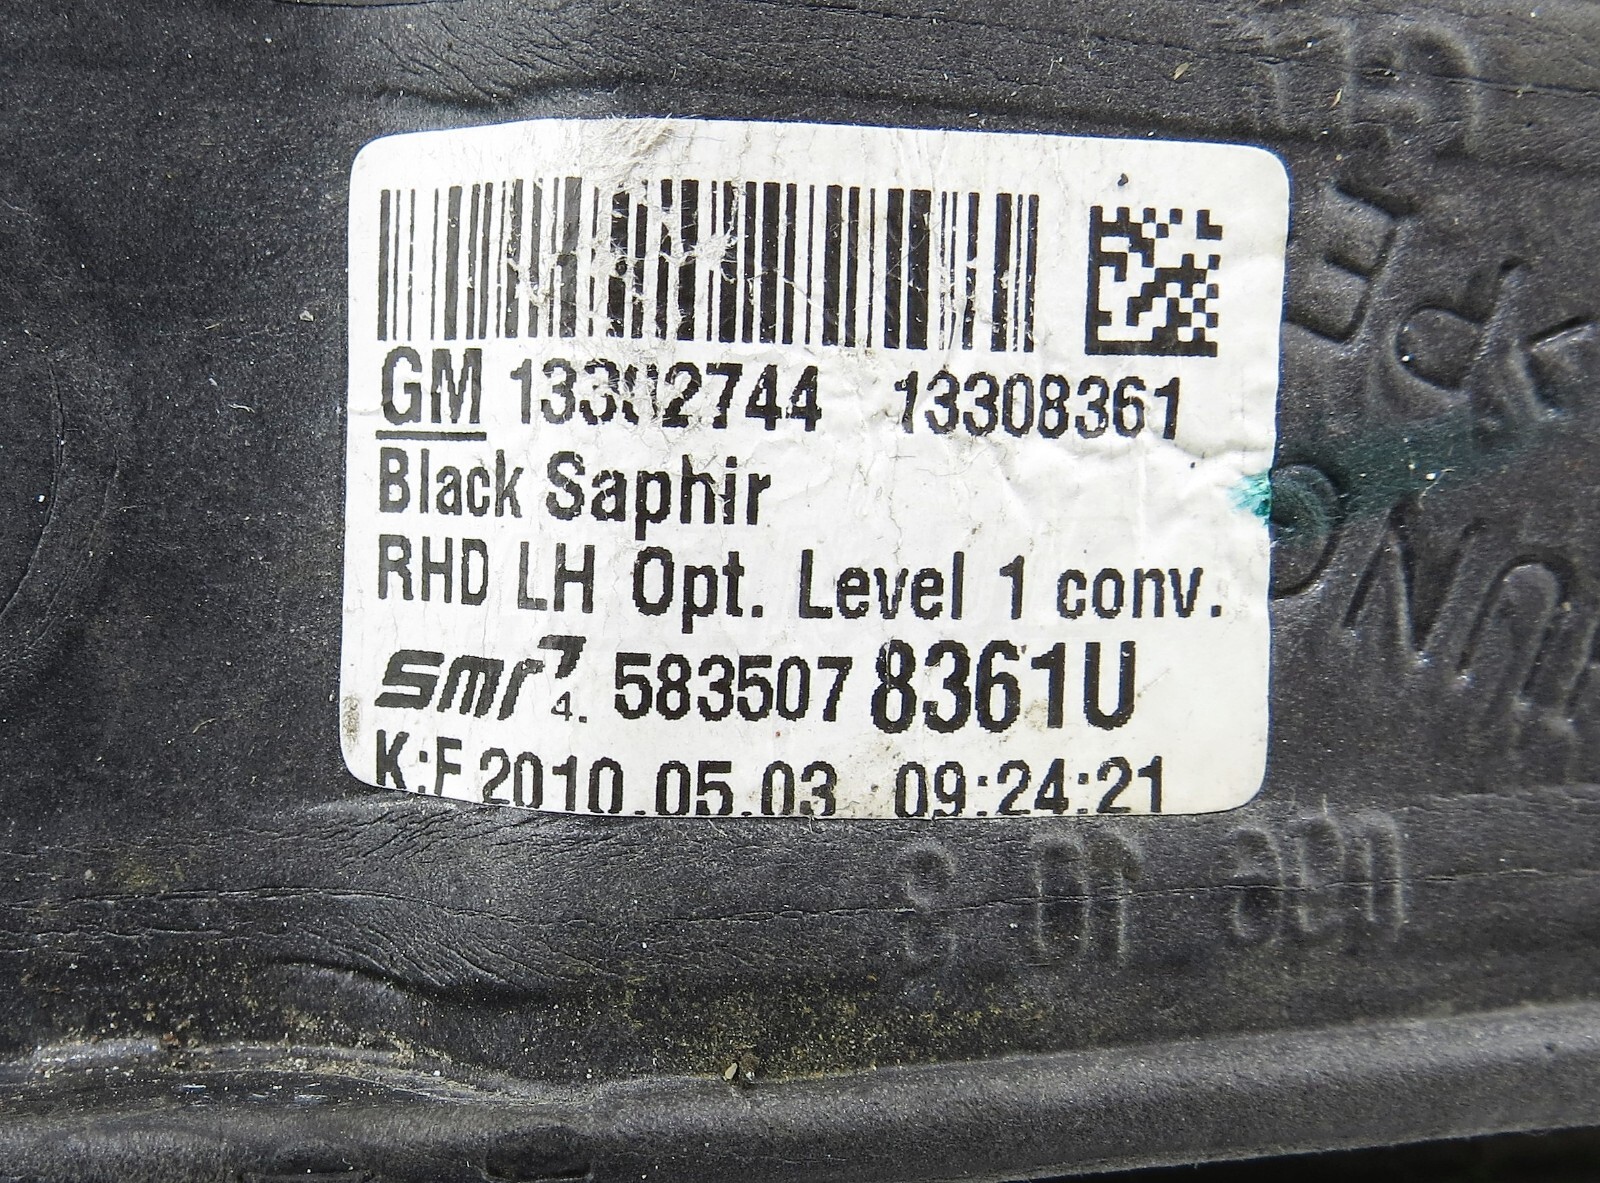 GM 13302744 13308361
Black Saphir
RHD LH Opt. Level 1 conv.
smr 4. 583507 8361U
K:F 2010.05.03 09:24:21